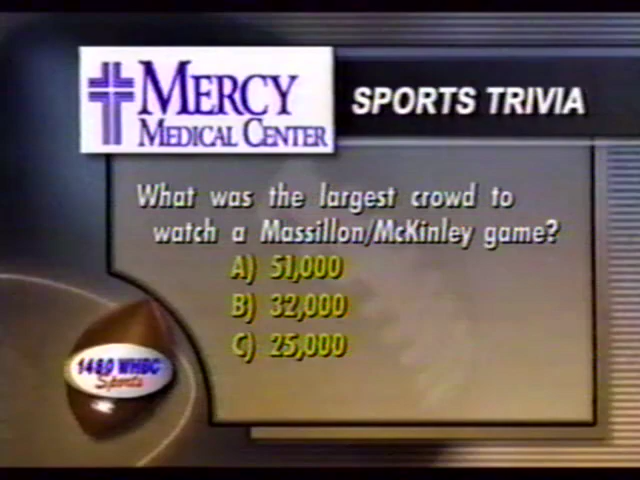 MERCY
MEDICAL CENTER
SPORTS TRIVIA
What was the largest crowd to
watch a Massillon/McKinley game?
A) 51,000
B) 32,000
C) 25,000
1480 WHBC
Sports